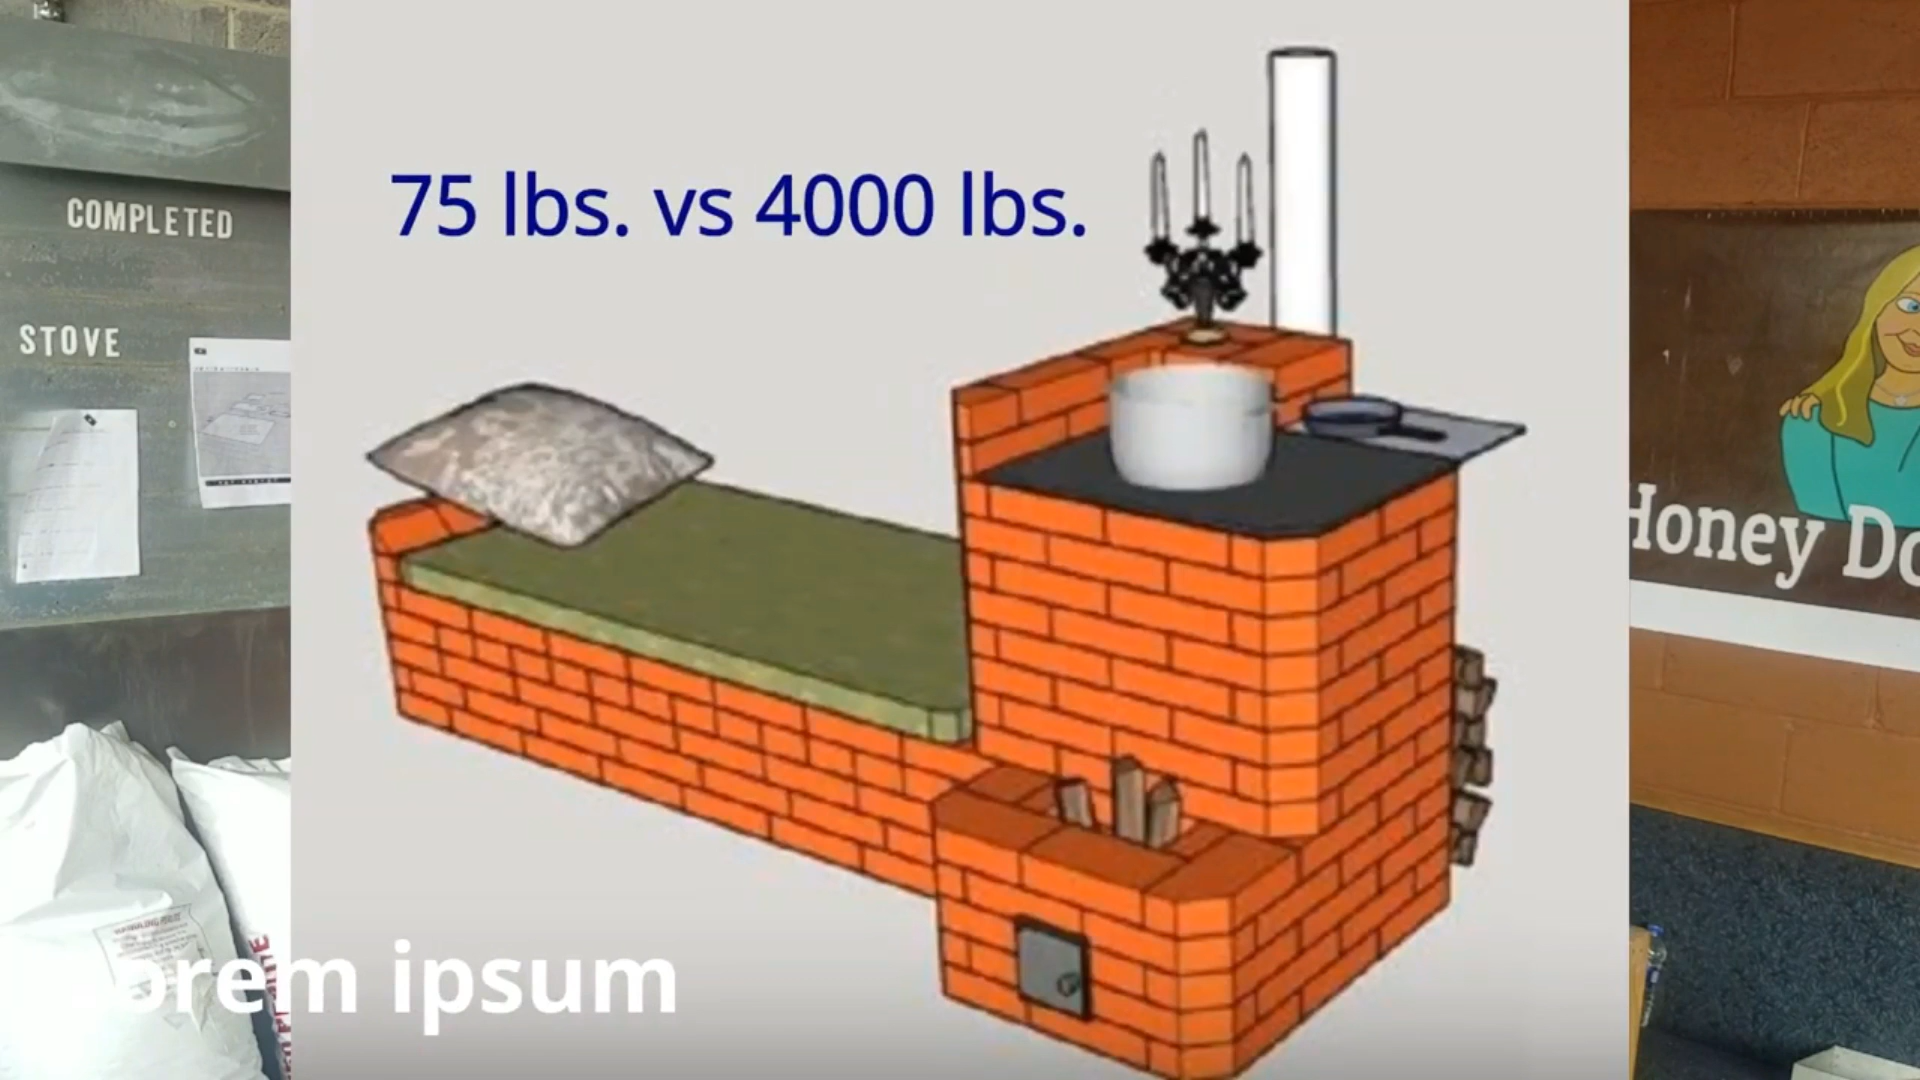 75 lbs. vs 4000 lbs.
COMPLETED
STOVE
Honey Do
orem ipsum